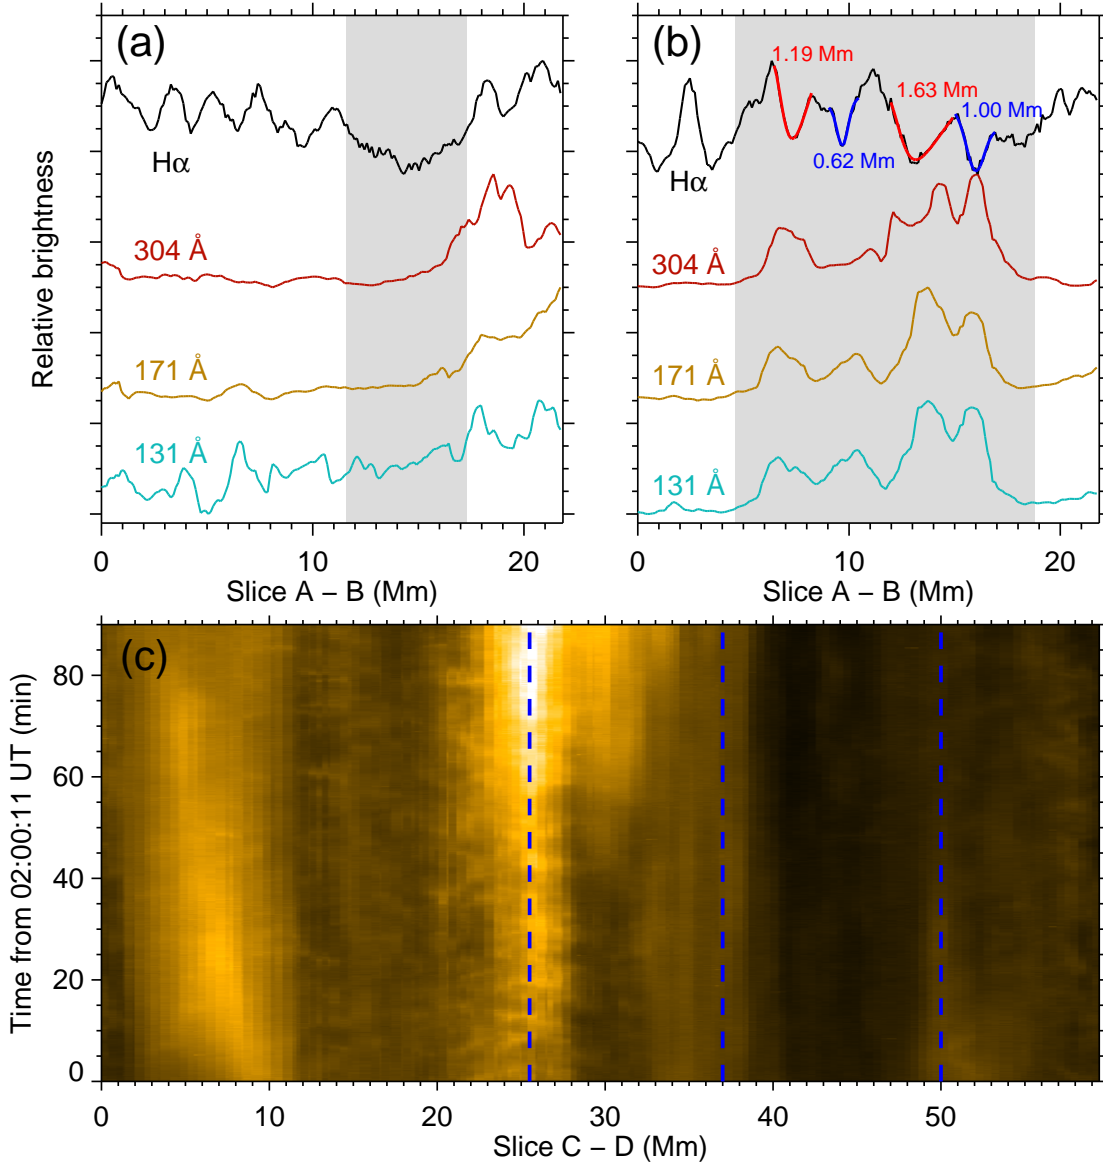 (a)
Hα
304 Å
171 Å
131 Å
Relative brightness
0 10 20
Slice A − B (Mm)
(b)
1.19 Mm
1.63 Mm
1.00 Mm
0.62 Mm
Hα
304 Å
171 Å
131 Å
0 10 20
Slice A − B (Mm)
(c)
Time from 02:00:11 UT (min)
80
60
40
20
0
0 10 20 30 40 50
Slice C − D (Mm)